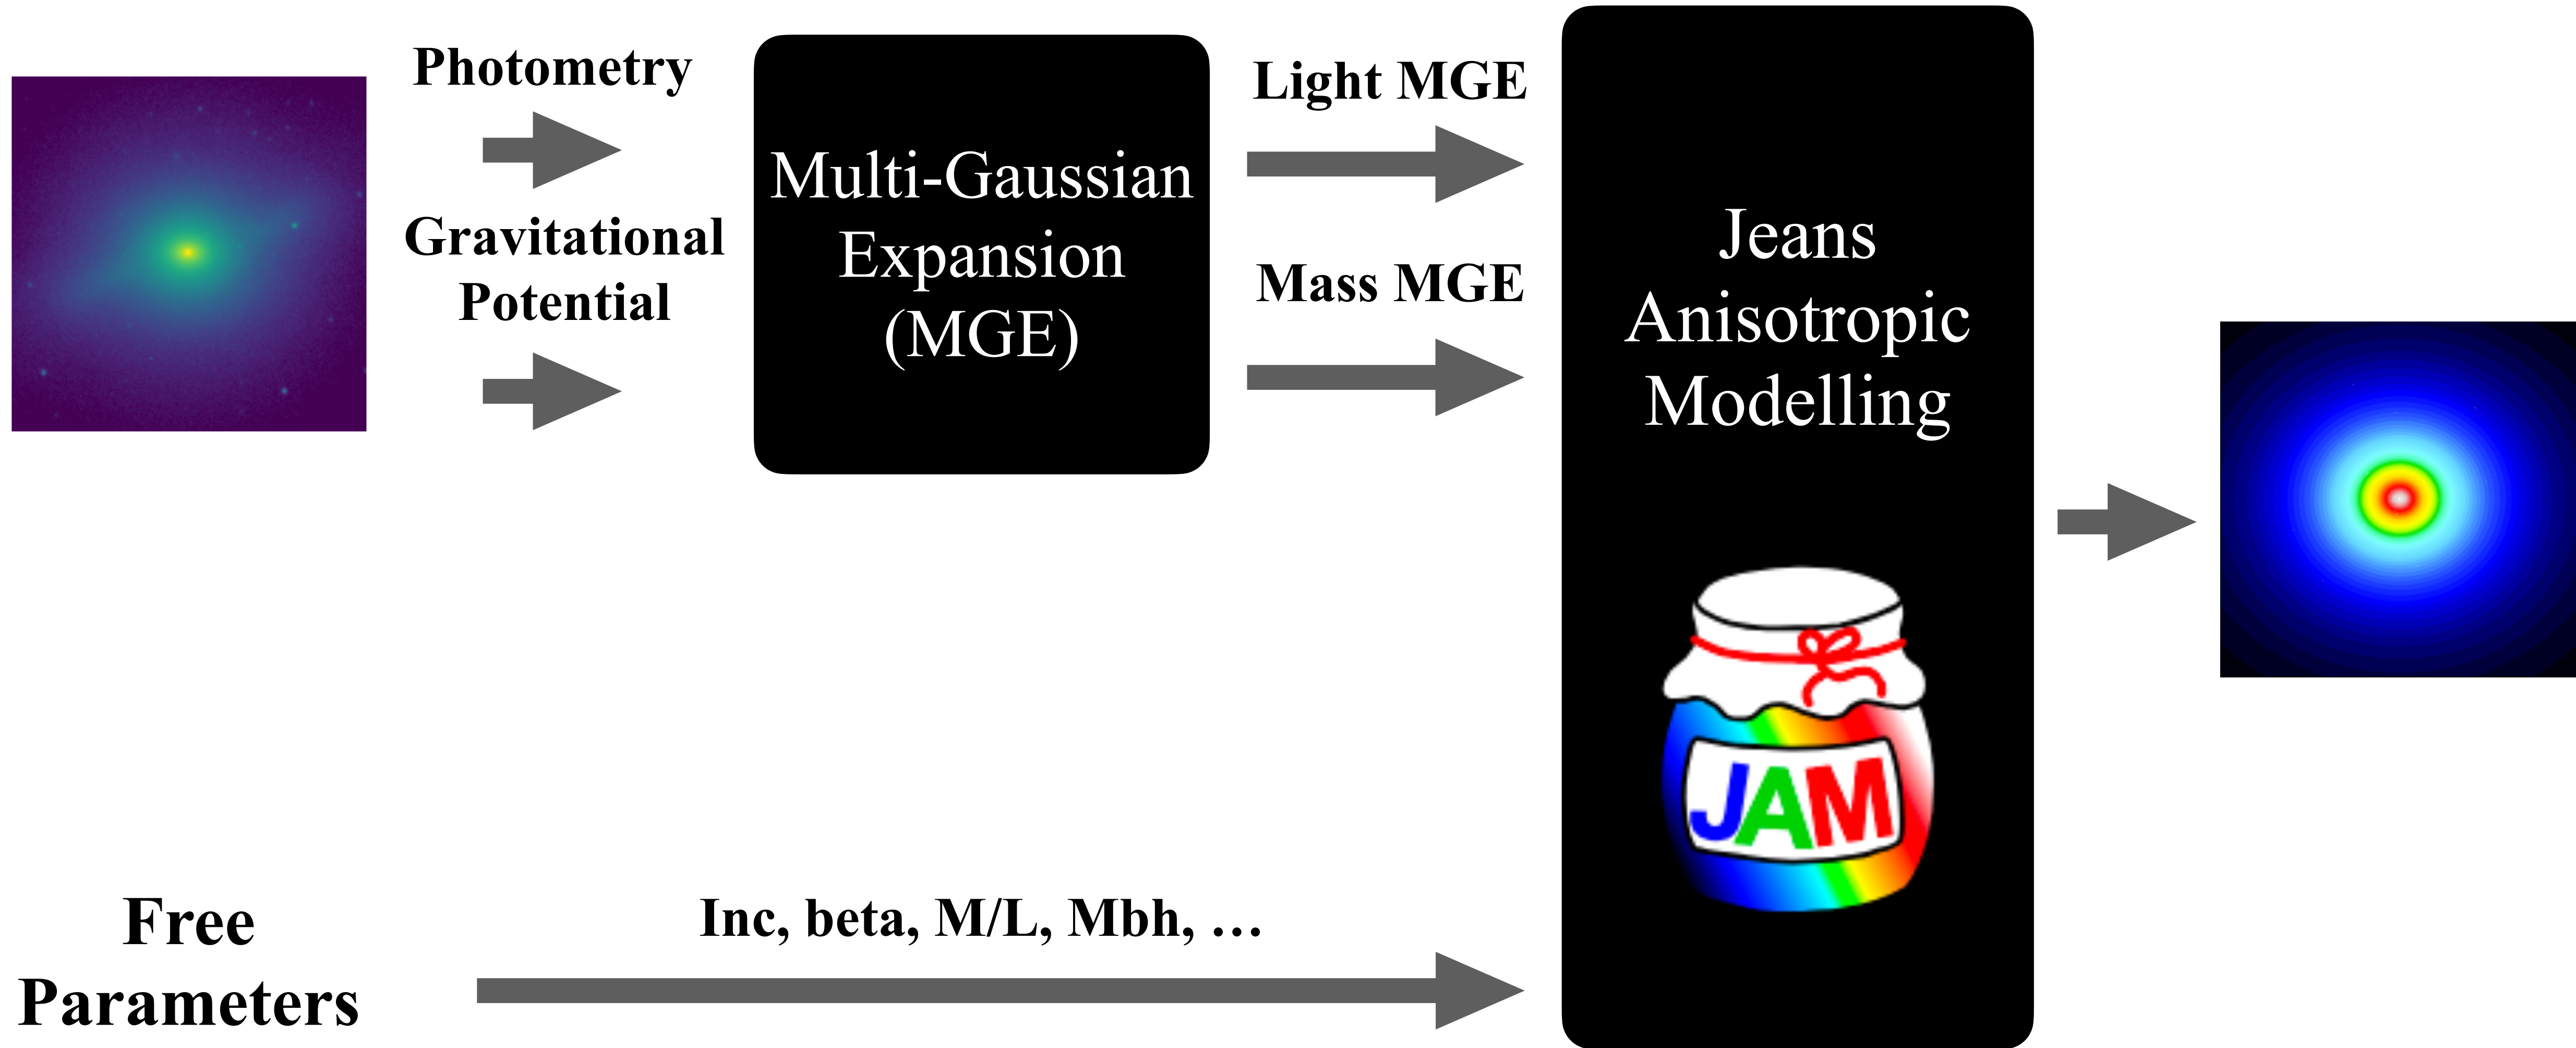 Photometry
Gravitational
Potential
Multi-Gaussian
Expansion
(MGE)
Light MGE
Mass MGE
Jeans
Anisotropic
Modelling
JAM
Free
Parameters
Inc, beta, M/L, Mbh, …